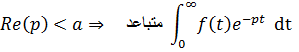 Re(p) < a ⇒ متباعد ∫₀^∞ f(t)e^{-pt} dt